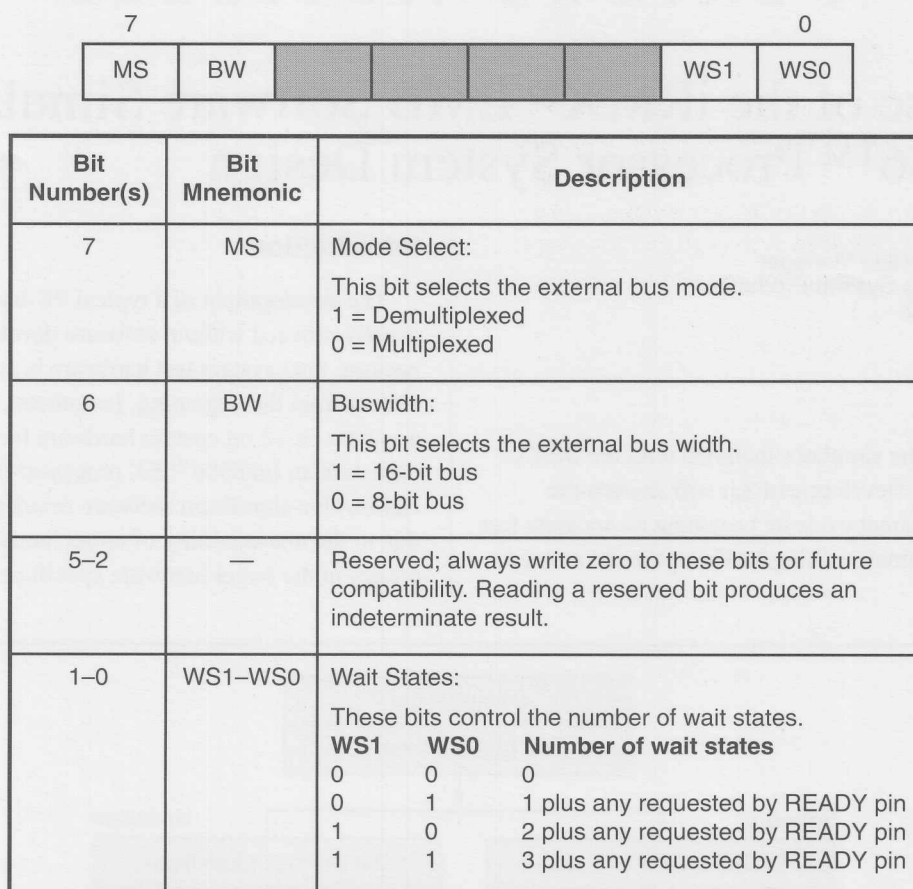 7 0
MS BW WS1 WS0
Bit Number(s) Bit Mnemonic Description
7 MS Mode Select:
This bit selects the external bus mode.
1 = Demultiplexed
0 = Multiplexed
6 BW Buswidth:
This bit selects the external bus width.
1 = 16-bit bus
0 = 8-bit bus
5–2 Reserved; always write zero to these bits for future
compatibility. Reading a reserved bit produces an
indeterminate result.
1–0 WS1–WS0 Wait States:
These bits control the number of wait states.
WS1 WS0 Number of wait states
0 0 0
0 1 1 plus any requested by READY pin
1 0 2 plus any requested by READY pin
1 1 3 plus any requested by READY pin